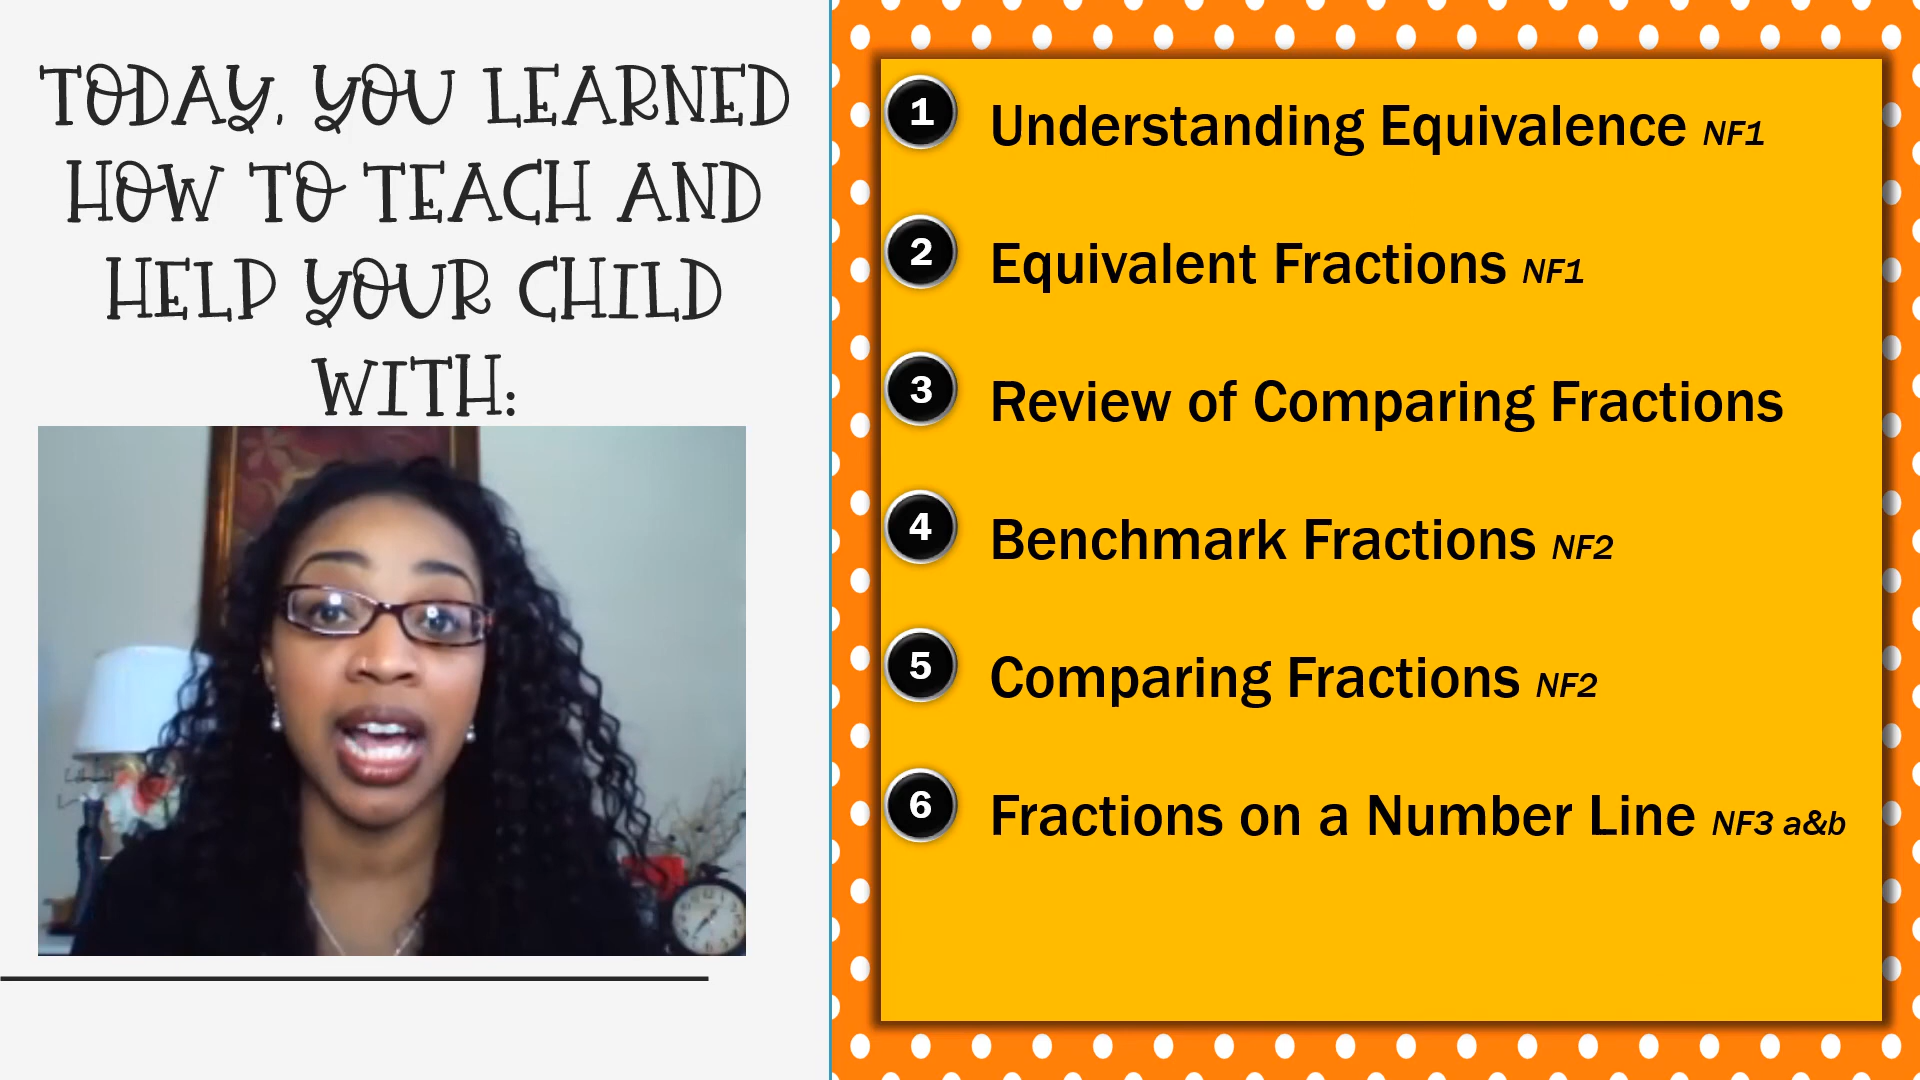 TODAY, YOU LEARNED
HOW TO TEACH AND
HELP YOUR CHILD
WITH:
1 Understanding Equivalence NF1
2 Equivalent Fractions NF1
3 Review of Comparing Fractions
4 Benchmark Fractions NF2
5 Comparing Fractions NF2
6 Fractions on a Number Line NF3 a&b